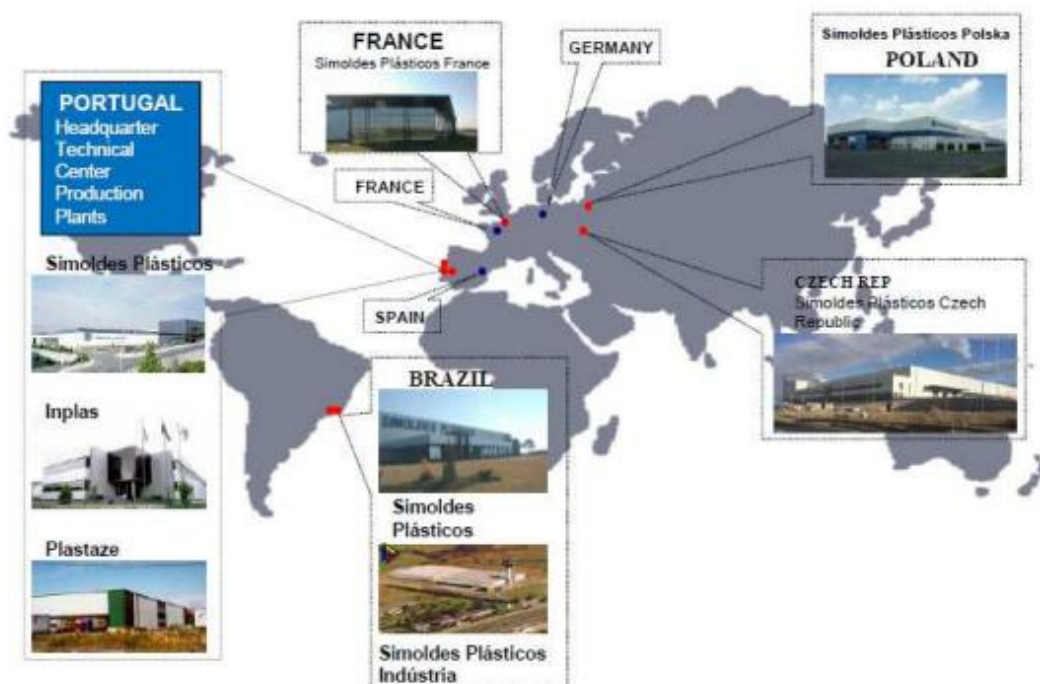 PORTUGAL
Headquarter
Technical
Center
Production
Plants
Simoldes Plásticos
Inplas
Plastaze
FRANCE
Simoldes Plásticos France
GERMANY
FRANCE
SPAIN
Simoldes Plásticos Polska
POLAND
CZECH REP
Simoldes Plásticos Czech
Republic
BRAZIL
SIMOLDES
Simoldes
Plásticos
Simoldes Plásticos
Indústria